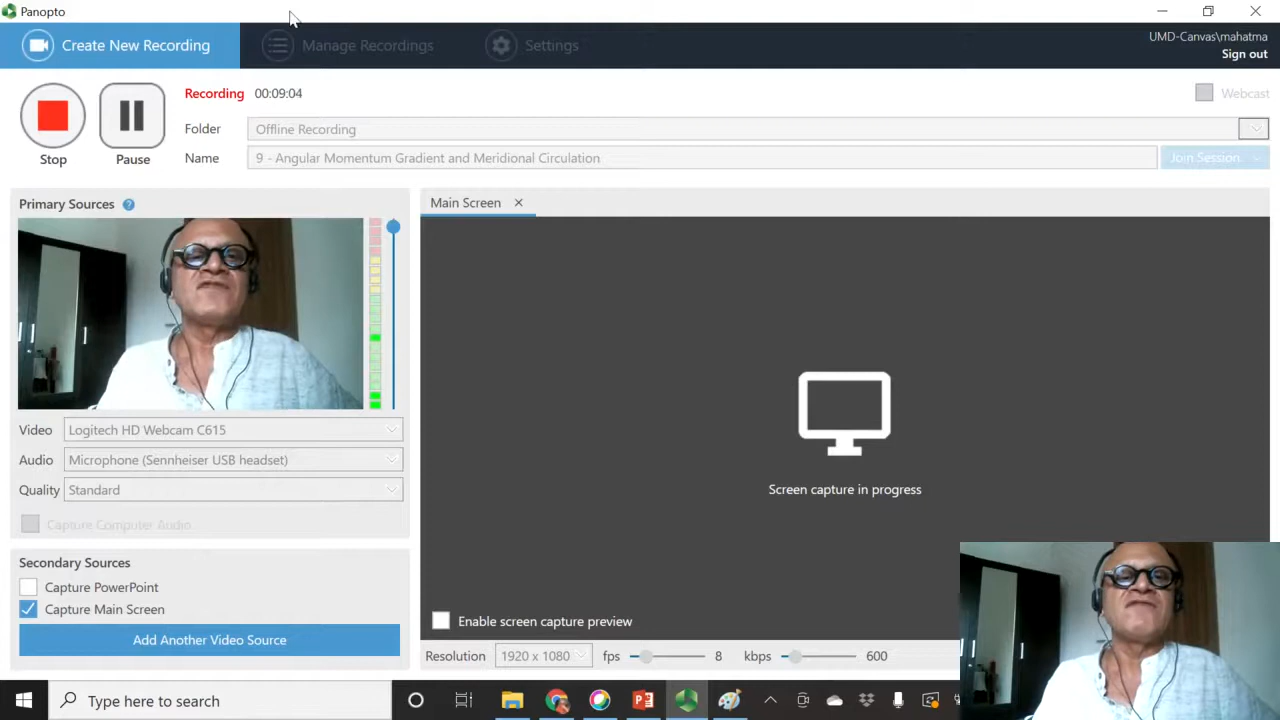 Panopto
Create New Recording
Manage Recordings
Settings
UMD-Canvas\mahatma
Sign out
Recording 00:09:04
Webcast
Folder Offline Recording
Name 9 - Angular Momentum Gradient and Meridional Circulation
Join Session
Stop
Pause
Primary Sources
Video Logitech HD Webcam C615
Audio Microphone (Sennheiser USB headset)
Quality Standard
Capture Computer Audio
Secondary Sources
Capture PowerPoint
Capture Main Screen
Add Another Video Source
Main Screen
Screen capture in progress
Enable screen capture preview
Resolution 1920 x 1080 fps 8 kbps 600
Type here to search